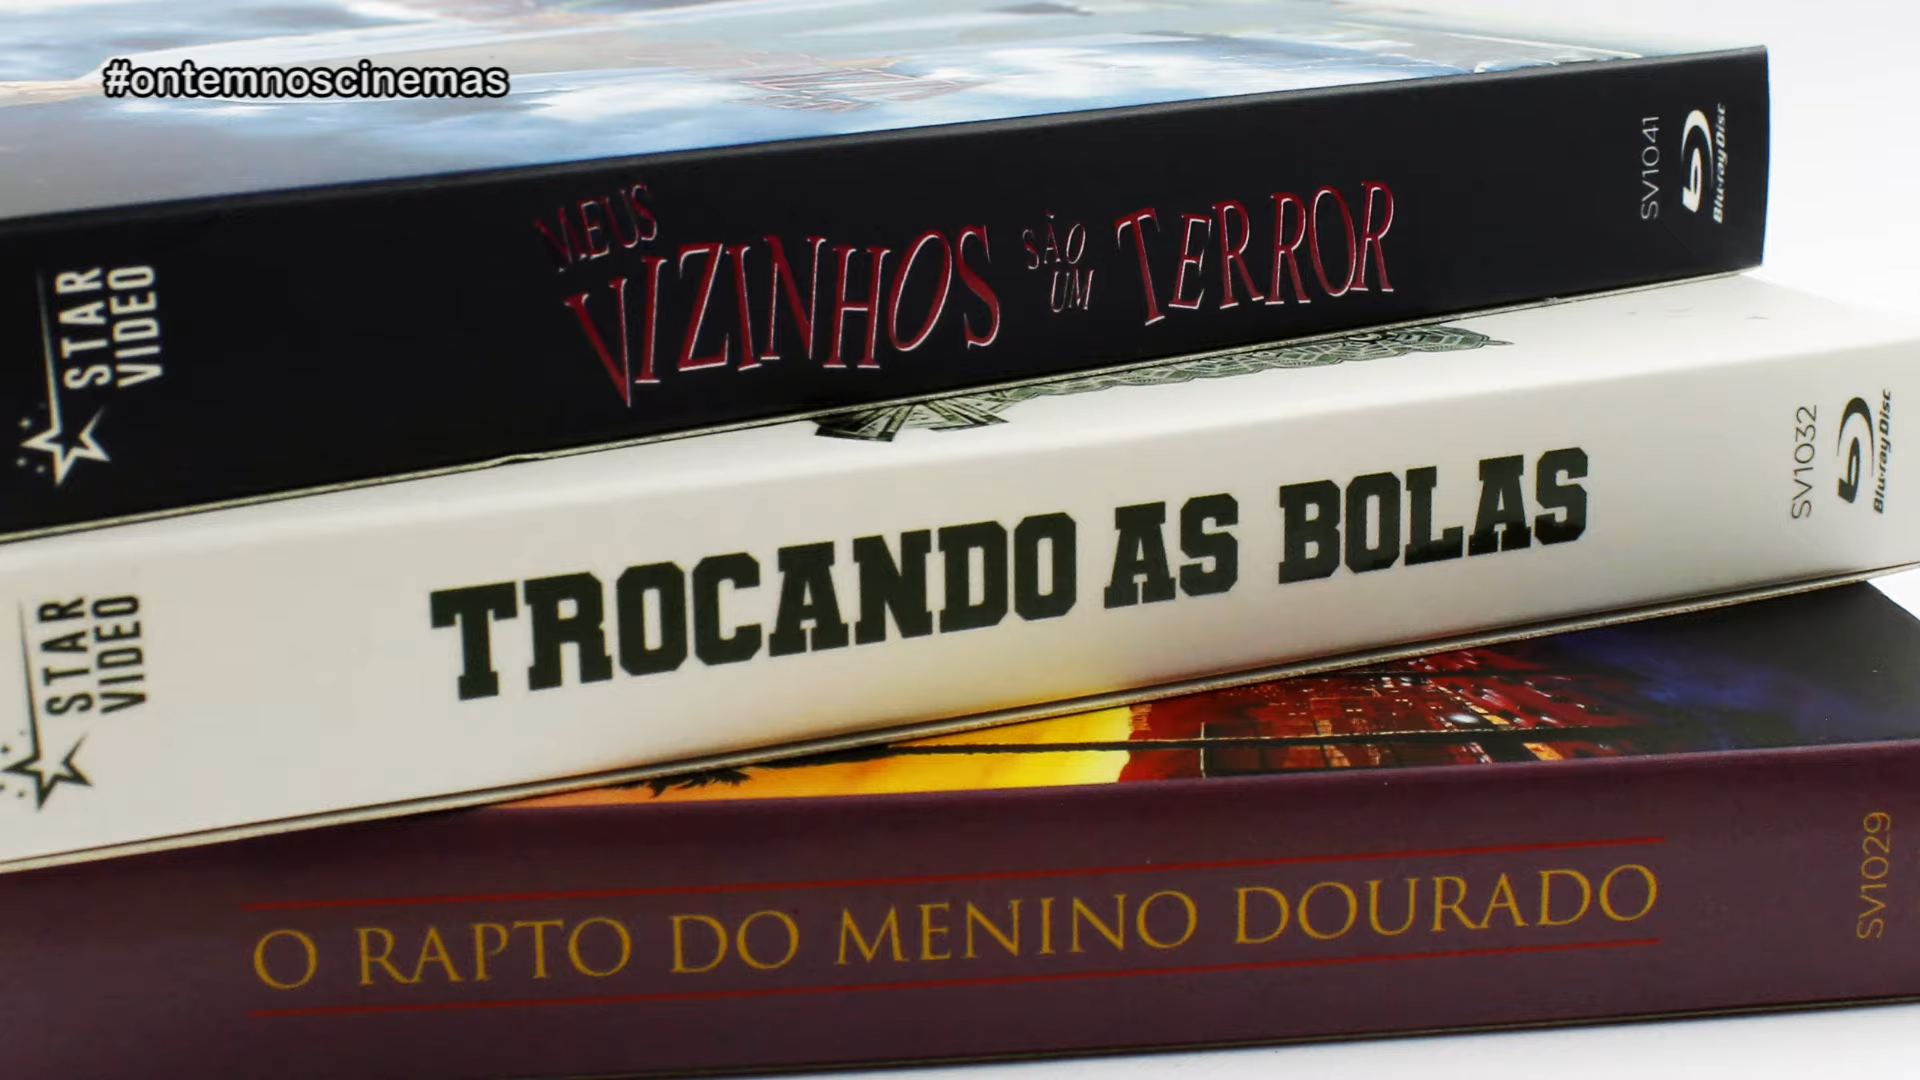 #ontemnoscinemas
STAR
VIDEO
MEUS
VIZINHOS
SÃO
UM
TERROR
SV1041
Blu-ray Disc
STAR
VIDEO
TROCANDO AS BOLAS
SV1032
Blu-ray Disc
O RAPTO DO MENINO DOURADO
SV1029